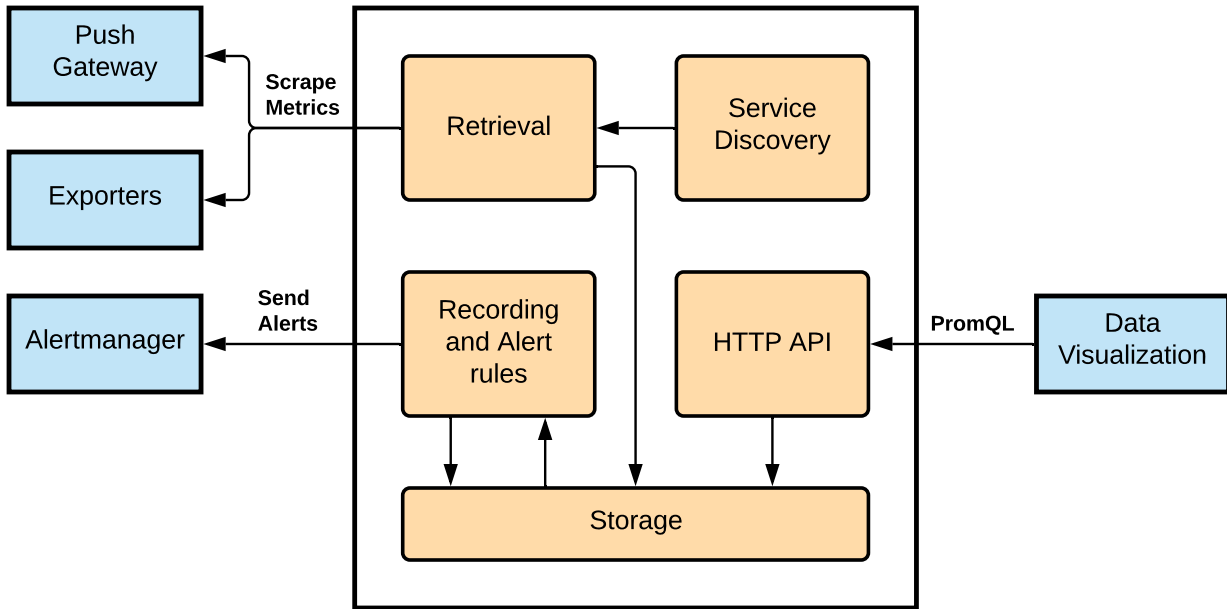 Push
Gateway
Scrape
Metrics
Retrieval
Service
Discovery
Exporters
Send
Alerts
Alertmanager
Recording
and Alert
rules
HTTP API
PromQL
Data
Visualization
Storage